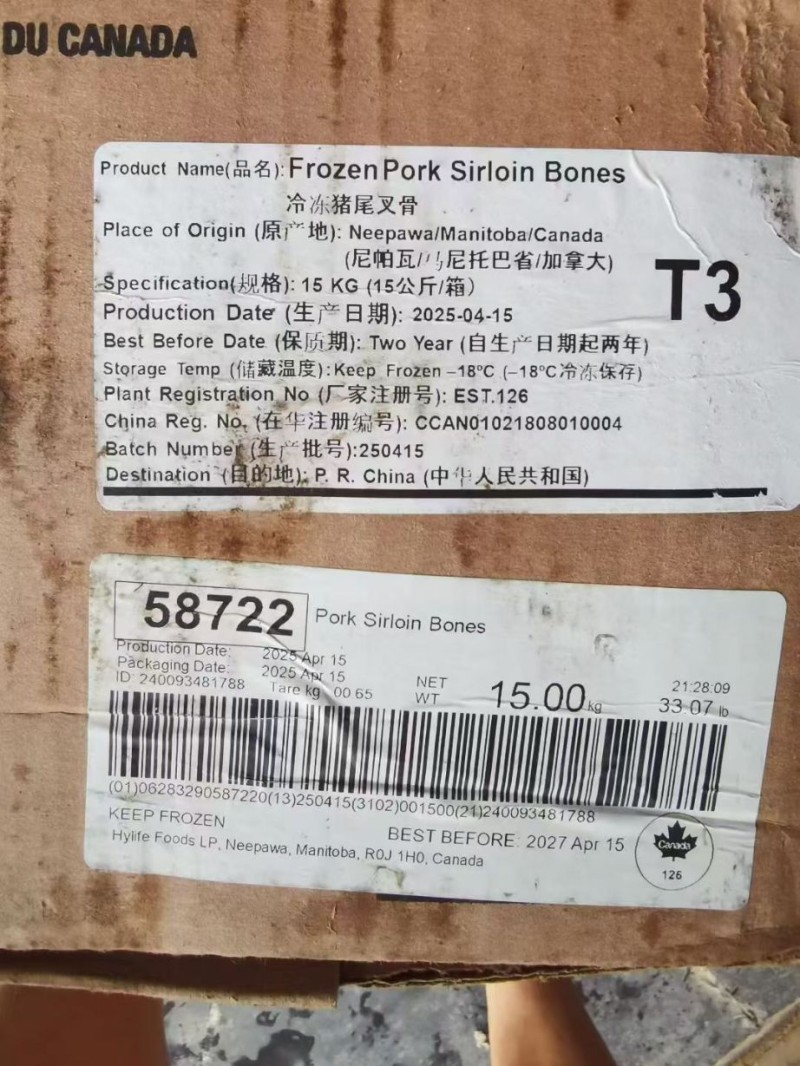 DU CANADA
Product Name(品名): Frozen Pork Sirloin Bones
冷冻猪尾叉骨
Place of Origin (原产地): Neepawa/Manitoba/Canada
(尼帕瓦/马尼托巴省/加拿大)
T3
Specification(规格): 15 KG (15公斤/箱)
Production Date (生产日期): 2025-04-15
Best Before Date (保质期): Two Year (自生产日期起两年)
Storage Temp (储藏温度): Keep Frozen -18°C (-18°C冷冻保存)
Plant Registration No (厂家注册号): EST.126
China Reg. No. (在华注册编号): CCAN01021808010004
Batch Number (生产批号):250415
Destination (目的地): P. R. China (中华人民共和国)
58722 Pork Sirloin Bones
Production Date: 2025 Apr 15
Packaging Date: 2025 Apr 15
ID: 240093481788 Tare kg 00 65
NET WT 15.00 kg
21:28:09
33 07 lb
(01)06283290587220(13)250415(3102)001500(21)240093481788
KEEP FROZEN
BEST BEFORE: 2027 Apr 15
Hylife Foods LP, Neepawa, Manitoba, R0J 1H0, Canada
Canada
126